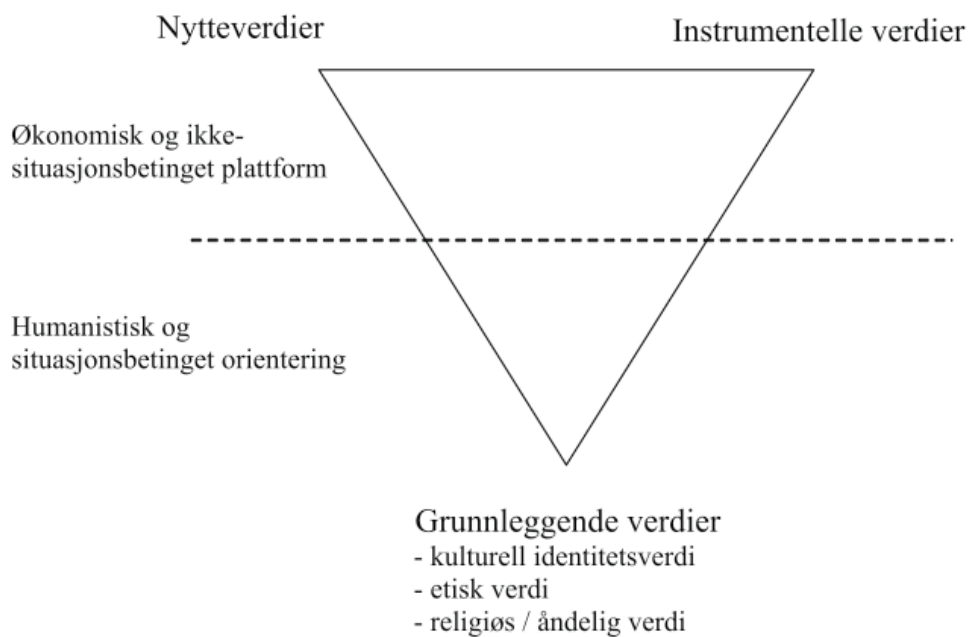 Nytteverdier
Instrumentelle verdier
Økonomisk og ikke-
situasjonsbetinget plattform
Humanistisk og
situasjonsbetinget orientering
Grunnleggende verdier
- kulturell identitetsverdi
- etisk verdi
- religiøs / åndelig verdi